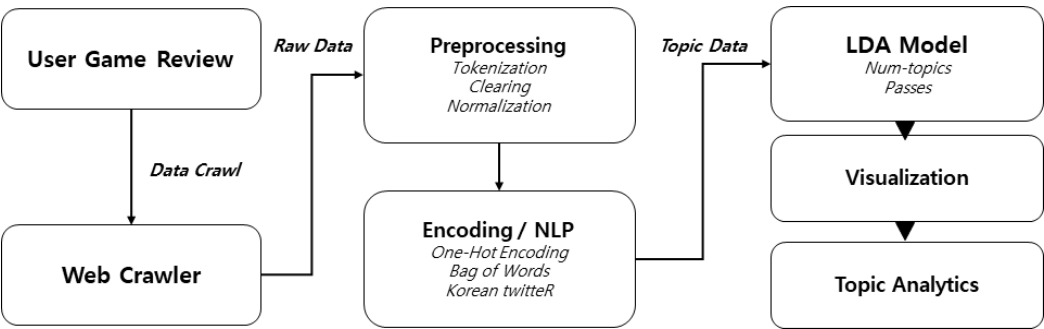 User Game Review
Data Crawl
Web Crawler
Raw Data
Preprocessing
Tokenization
Clearing
Normalization
Encoding / NLP
One-Hot Encoding
Bag of Words
Korean twitteR
Topic Data
LDA Model
Num-topics
Passes
Visualization
Topic Analytics